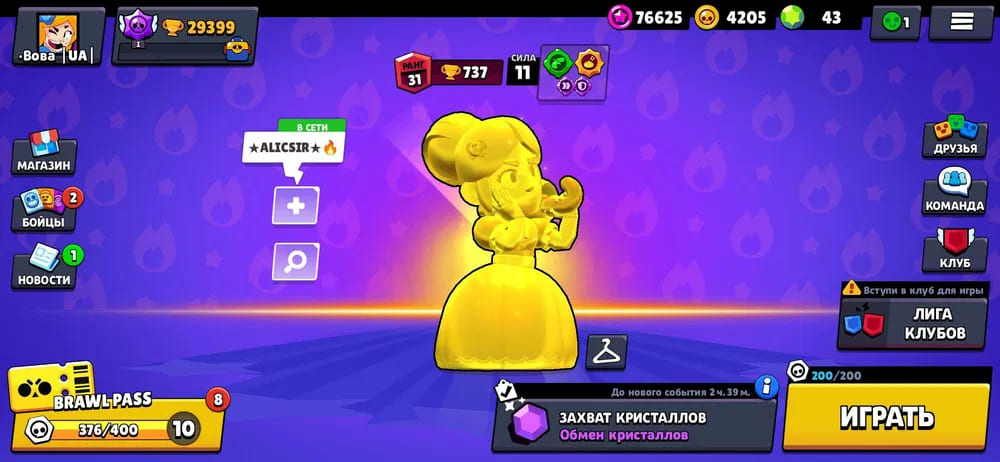 ·Вова |UA|
1
29399
76625
4205
43
1
РАНГ
31
737
СИЛА
11
В СЕТИ
★ALICSIR★🔥
МАГАЗИН
БОЙЦЫ
2
НОВОСТИ
1
ДРУЗЬЯ
КОМАНДА
КЛУБ
Вступи в клуб для игры
ЛИГА
КЛУБОВ
BRAWL PASS
8
376/400
10
До нового события 2 ч. 39 м.
i
ЗАХВАТ КРИСТАЛЛОВ
Обмен кристаллов
200/200
ИГРАТЬ